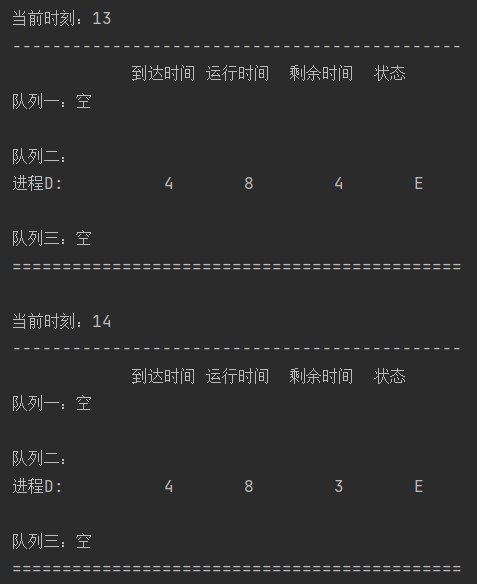 当前时刻：13
---------------------------------------------
到达时间 运行时间 剩余时间 状态
队列一：空
队列二：
进程D: 4 8 4 E
队列三：空
=============================================
当前时刻：14
---------------------------------------------
到达时间 运行时间 剩余时间 状态
队列一：空
队列二：
进程D: 4 8 3 E
队列三：空
=============================================